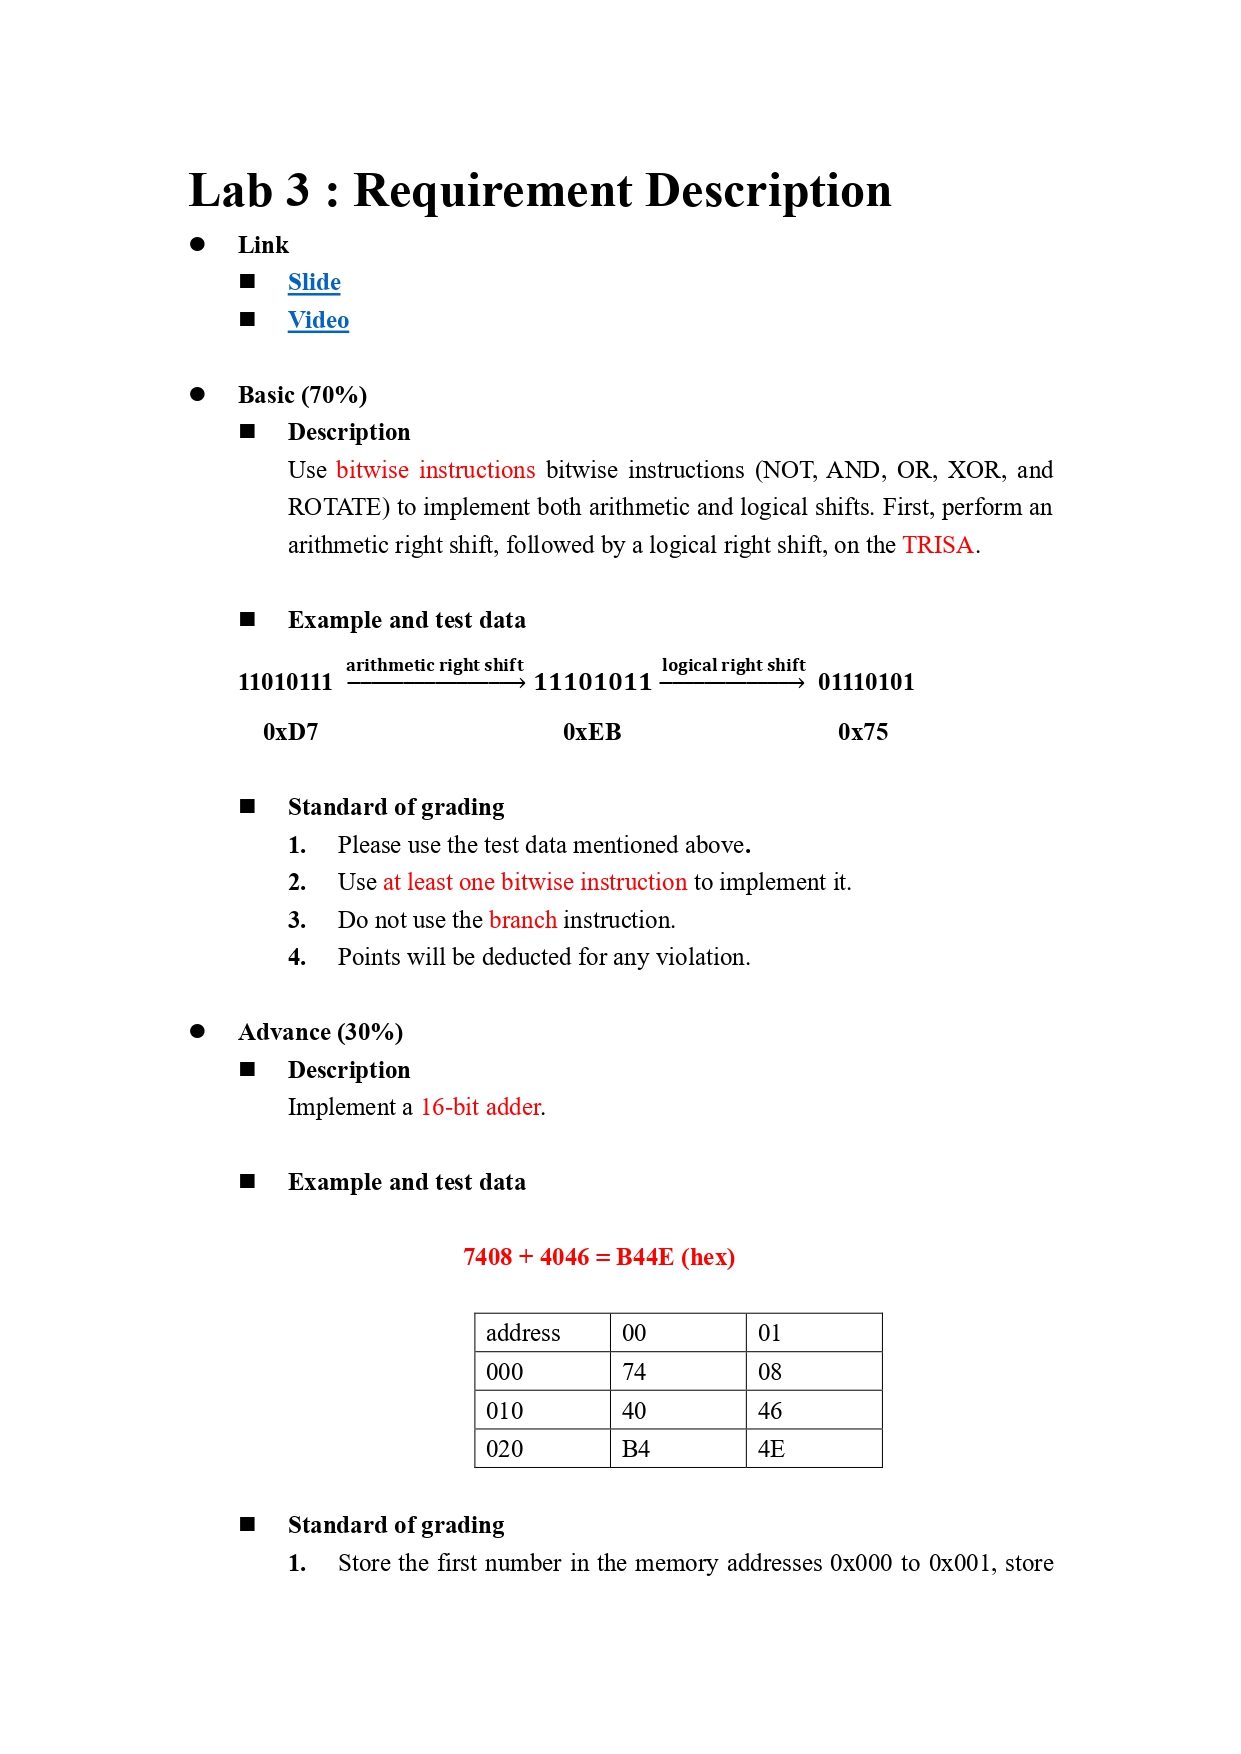 Lab 3 : Requirement Description
Link
Slide
Video
Basic (70%)
Description
Use bitwise instructions bitwise instructions (NOT, AND, OR, XOR, and
ROTATE) to implement both arithmetic and logical shifts. First, perform an
arithmetic right shift, followed by a logical right shift, on the TRISA.
Example and test data
arithmetic right shift logical right shift
11010111 11101011 01110101
0xD7 0xEB 0x75
Standard of grading
1. Please use the test data mentioned above.
2. Use at least one bitwise instruction to implement it.
3. Do not use the branch instruction.
4. Points will be deducted for any violation.
Advance (30%)
Description
Implement a 16-bit adder.
Example and test data
7408 + 4046 = B44E (hex)
address 00 01
000 74 08
010 40 46
020 B4 4E
Standard of grading
1. Store the first number in the memory addresses 0x000 to 0x001, store